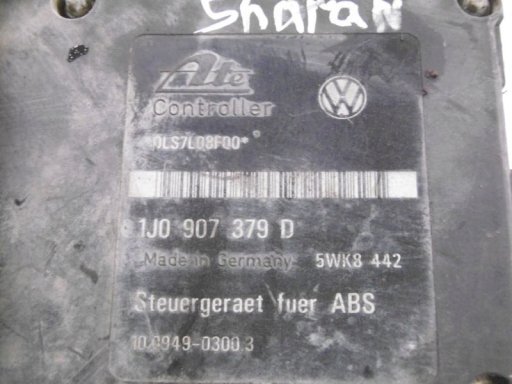 Sharan
Ate
Controller
*0LS7L08F00*
1J0 907 379 D
Made in Germany 5WK8 442
Steuergeraet fuer ABS
10.0949-0300.3